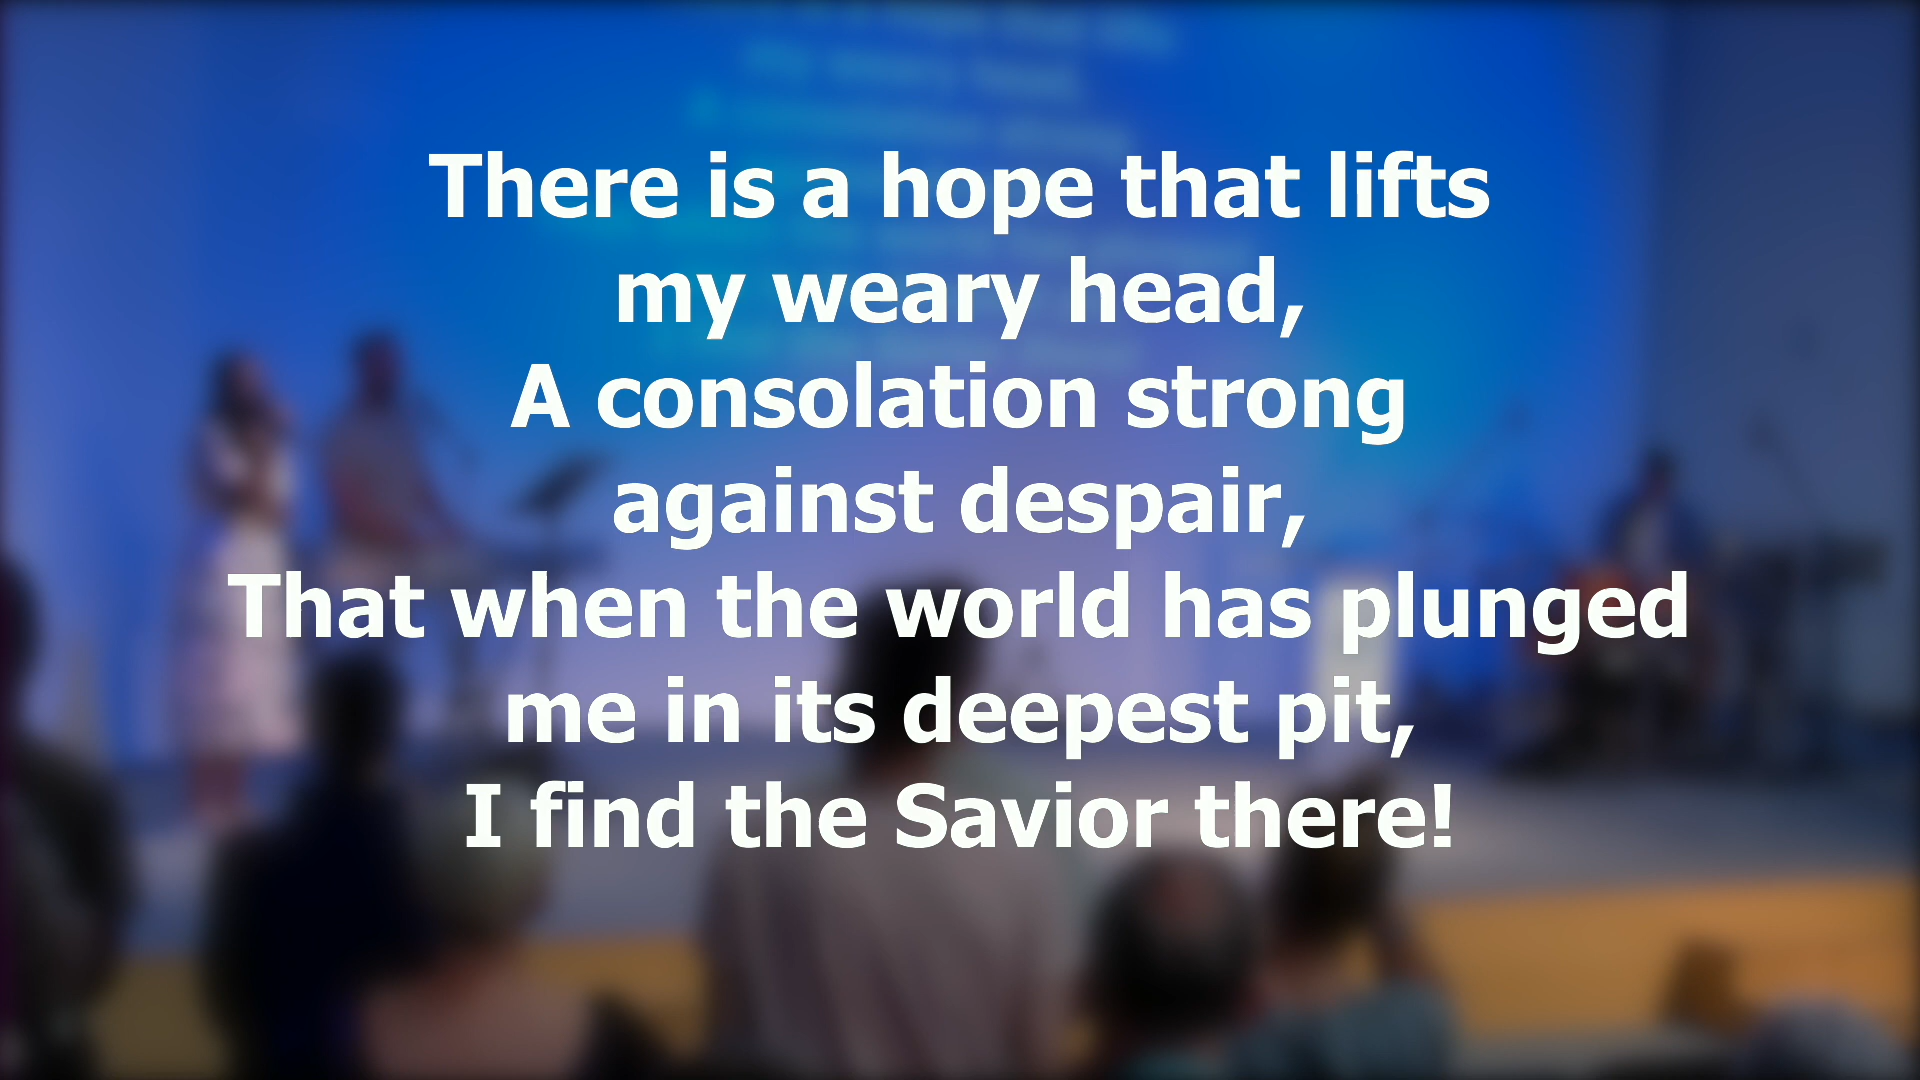 There is a hope that lifts
my weary head,
A consolation strong
against despair,
That when the world has plunged
me in its deepest pit,
I find the Savior there!